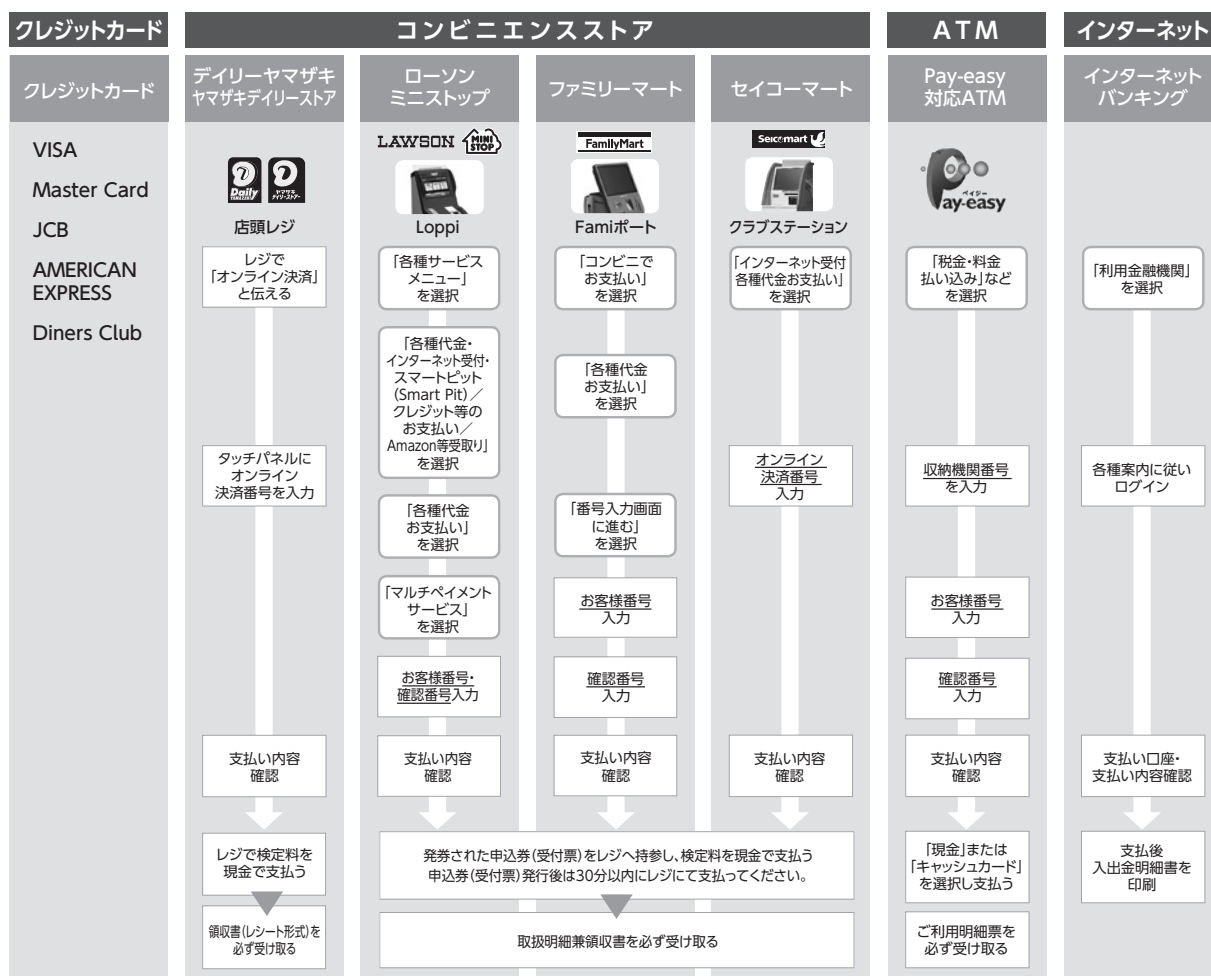 クレジットカード
コンビニエンスストア
ATM
インターネット
クレジットカード
デイリーヤマザキ
ヤマザキデイリーストア
ローソン
ミニストップ
ファミリーマート
セイコーマート
Pay-easy
対応ATM
インターネット
バンキング
VISA
Master Card
JCB
AMERICAN
EXPRESS
Diners Club
Daily
YAMAZAKI
ヤマザキ
デイリーストアー
店頭レジ
レジで
「オンライン決済」
と伝える
タッチパネルに
オンライン
決済番号を入力
支払い内容
確認
レジで検定料を
現金で支払う
領収書(レシート形式)を
必ず受け取る
LAWSON
MINI
STOP
Loppi
「各種サービス
メニュー」
を選択
「各種代金・
インターネット受付・
スマートピット
(Smart Pit)/
クレジット等の
お支払い/
Amazon等受取り」
を選択
「各種代金
お支払い」
を選択
「マルチペイメント
サービス」
を選択
お客様番号・
確認番号入力
支払い内容
確認
FamilyMart
Famiポート
「コンビニで
お支払い」
を選択
「各種代金
お支払い」
を選択
「番号入力画面
に進む」
を選択
お客様番号
入力
確認番号
入力
支払い内容
確認
Seicomart
クラブステーション
「インターネット受付
各種代金お支払い」
を選択
オンライン
決済番号
入力
支払い内容
確認
発券された申込券(受付票)をレジへ持参し、検定料を現金で支払う
申込券(受付票)発行後は30分以内にレジにて支払ってください。
取扱明細兼領収書を必ず受け取る
ペイジー
Pay-easy
「税金・料金
払い込み」など
を選択
収納機関番号
を入力
お客様番号
入力
確認番号
入力
支払い内容
確認
「現金」または
「キャッシュカード」
を選択し支払う
ご利用明細票を
必ず受け取る
「利用金融機関」
を選択
各種案内に従い
ログイン
支払い口座・
支払い内容確認
支払後
入出金明細書を
印刷